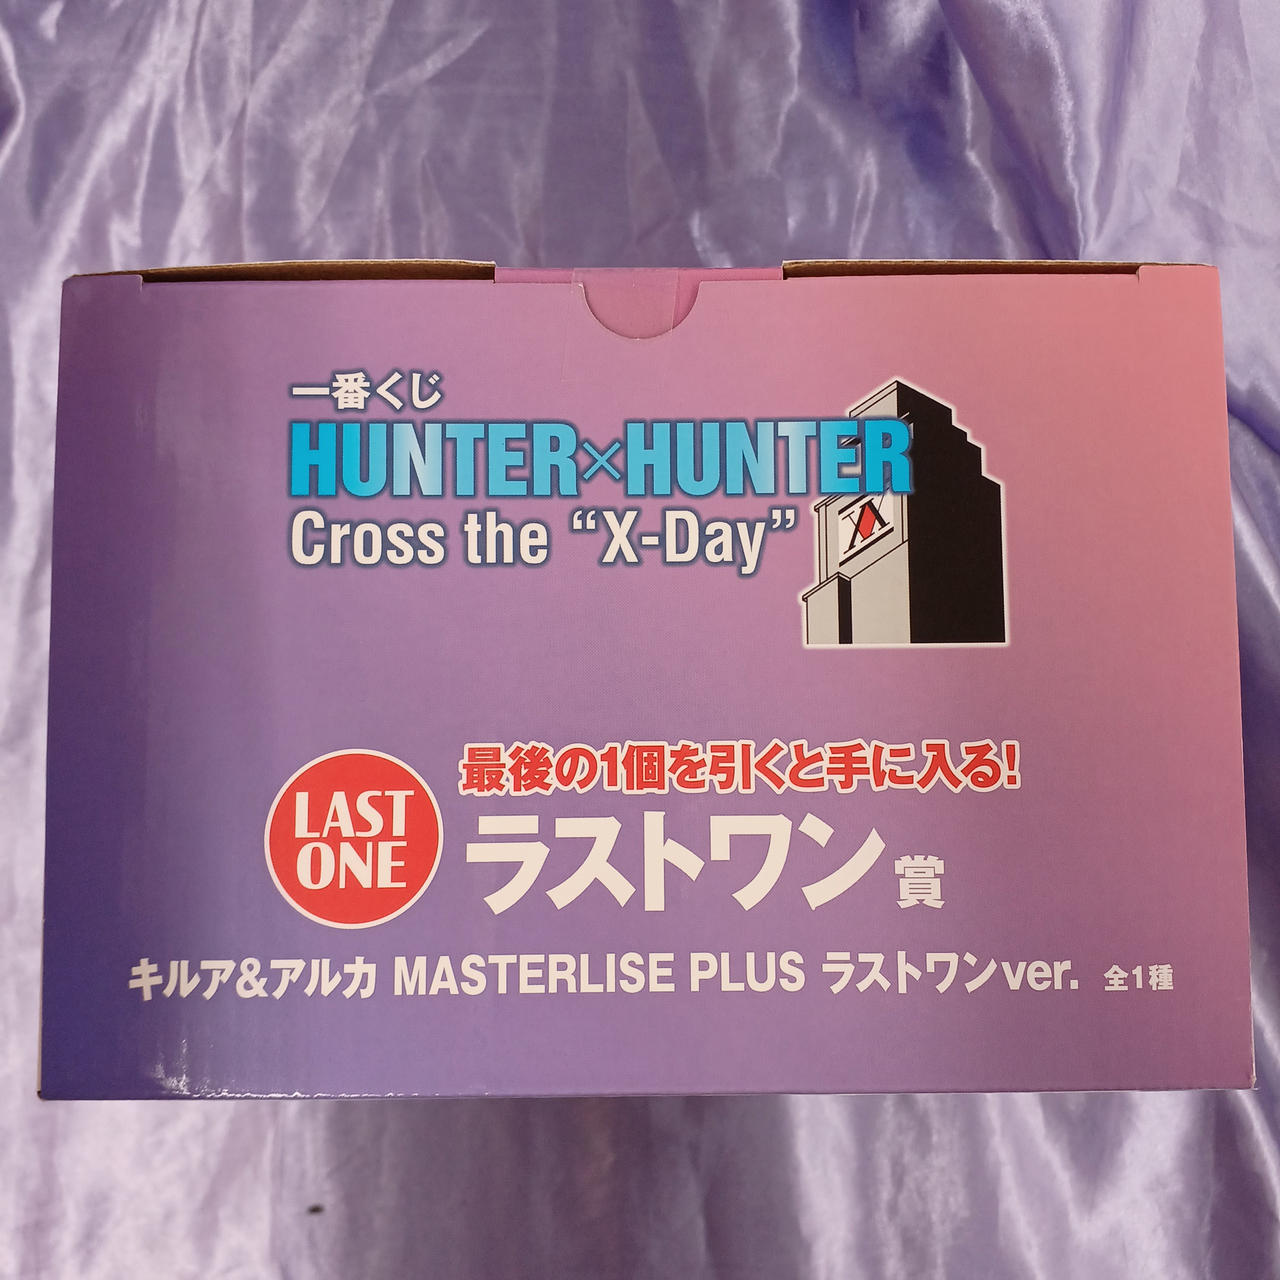 一番くじ
HUNTER×HUNTER
Cross the “X-Day”
最後の1個を引くと手に入る!
LAST
ONE
ラストワン賞
キルア&アルカ MASTERLISE PLUS ラストワンver. 全1種